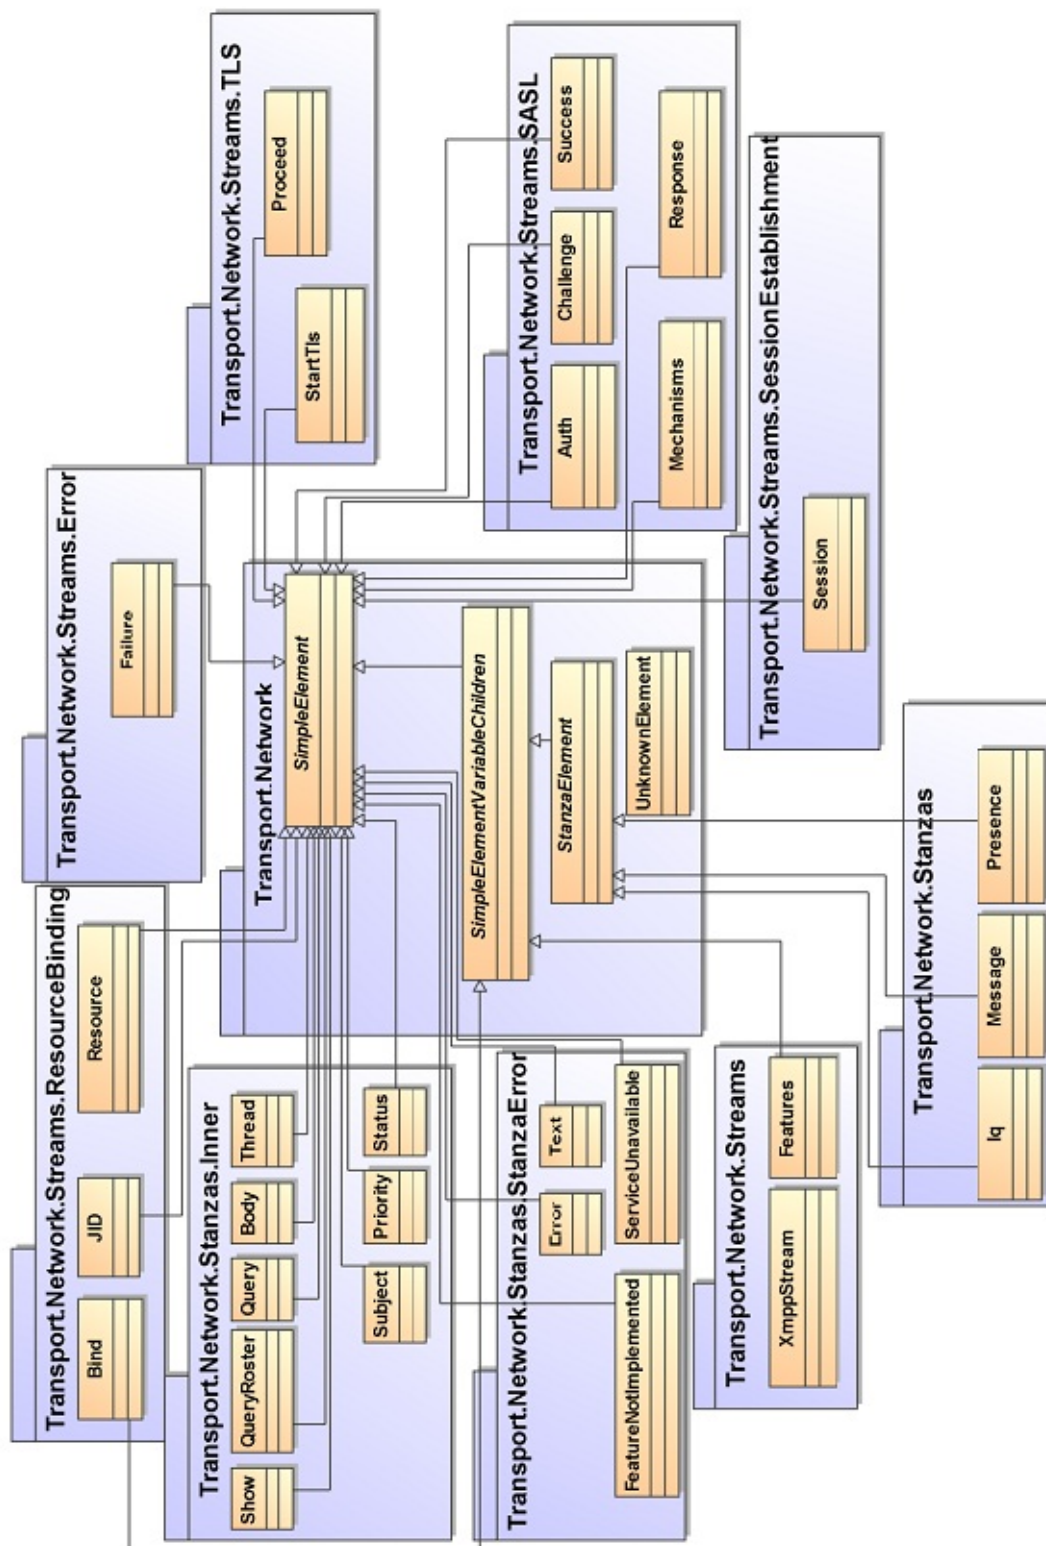 Transport.Network.Streams.ResourceBinding
Bind
JID
Resource
Transport.Network.Streams.Error
Failure
Transport.Network.Streams.TLS
StartTls
Proceed
Transport.Network.Stanzas.Inner
Show
QueryRoster
Query
Body
Thread
Subject
Priority
Status
Transport.Network
SimpleElement
SimpleElementVariableChildren
StanzaElement
UnknownElement
Transport.Network.Streams.SASL
Auth
Challenge
Success
Mechanisms
Response
Transport.Network.Stanzas.StanzaError
Error
Text
FeatureNotImplemented
ServiceUnavailable
Transport.Network.Streams
XmppStream
Features
Transport.Network.Streams.SessionEstablishment
Session
Transport.Network.Stanzas
Iq
Message
Presence